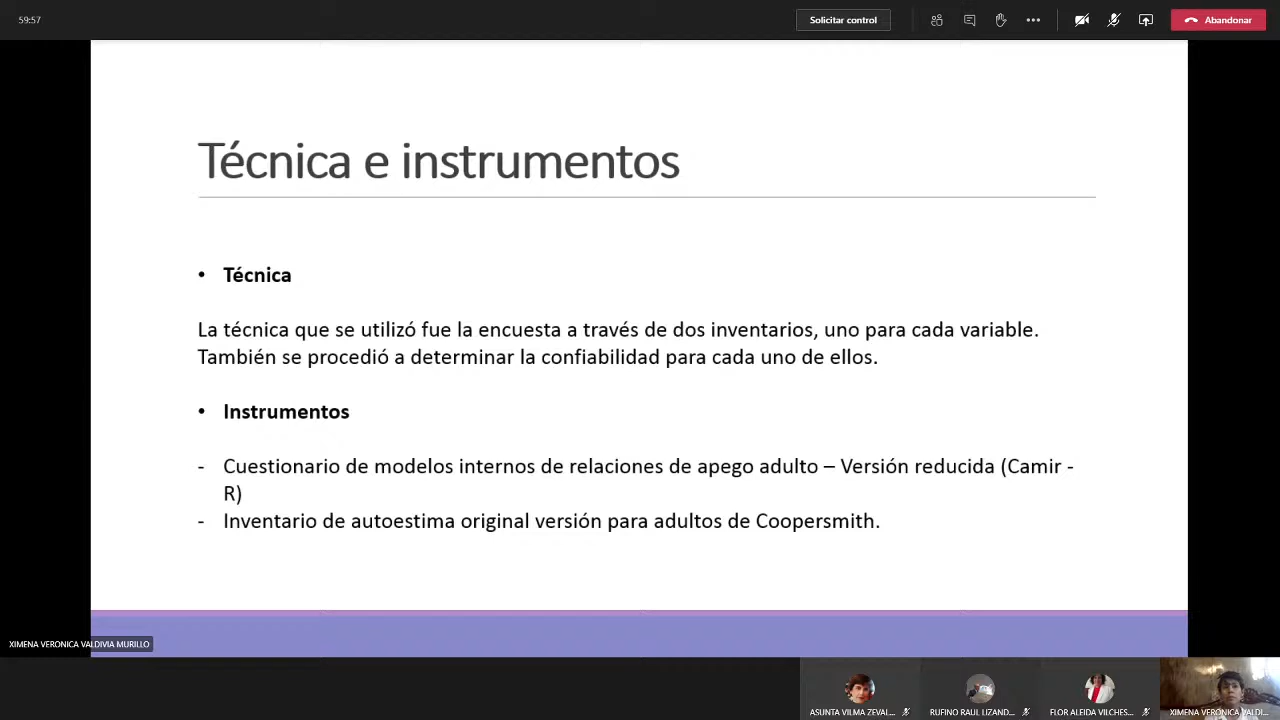 59:57
Solicitar control
Abandonar
Técnica e instrumentos
• Técnica
La técnica que se utilizó fue la encuesta a través de dos inventarios, uno para cada variable.
También se procedió a determinar la confiabilidad para cada uno de ellos.
• Instrumentos
- Cuestionario de modelos internos de relaciones de apego adulto – Versión reducida (Camir -
R)
- Inventario de autoestima original versión para adultos de Coopersmith.
XIMENA VERONICA VALDIVIA MURILLO
ASUNTA VILMA ZEVAL...
RUFINO RAUL LIZAND...
FLOR ALEIDA VILCHES...
XIMENA VERONICA VALDI...